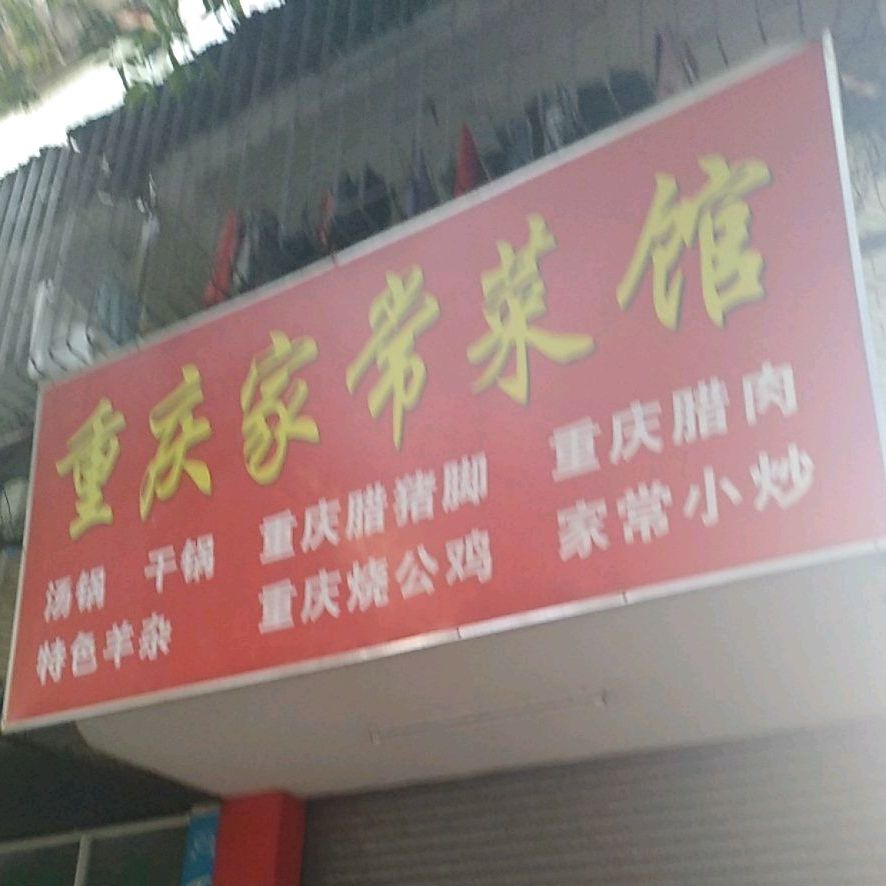 重庆家常菜馆
汤锅 干锅 重庆腊猪脚 重庆腊肉
特色羊杂 重庆烧公鸡 家常小炒